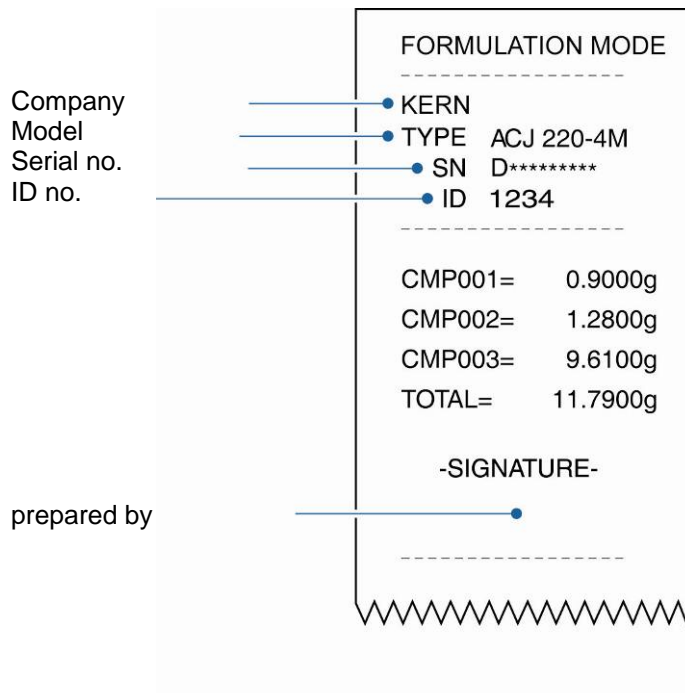 FORMULATION MODE
--------------------
Company KERN
Model TYPE ACJ 220-4M
Serial no. SN D*********
ID no. ID 1234
--------------------
CMP001= 0.9000g
CMP002= 1.2800g
CMP003= 9.6100g
TOTAL= 11.7900g
-SIGNATURE-
prepared by
--------------------